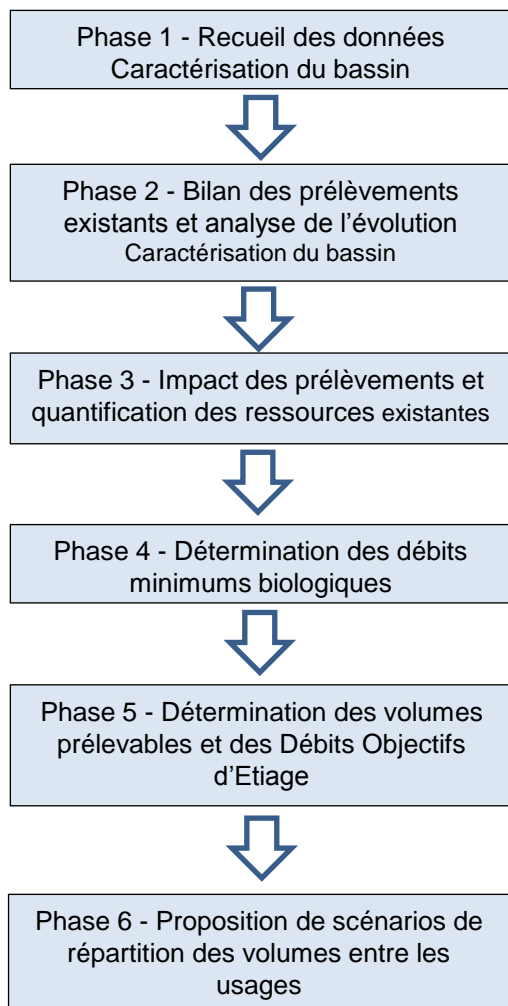 Phase 1 - Recueil des données
Caractérisation du bassin
Phase 2 - Bilan des prélèvements
existants et analyse de l’évolution
Caractérisation du bassin
Phase 3 - Impact des prélèvements et
quantification des ressources existantes
Phase 4 - Détermination des débits
minimums biologiques
Phase 5 - Détermination des volumes
prélevables et des Débits Objectifs
d’Etiage
Phase 6 - Proposition de scénarios de
répartition des volumes entre les
usages